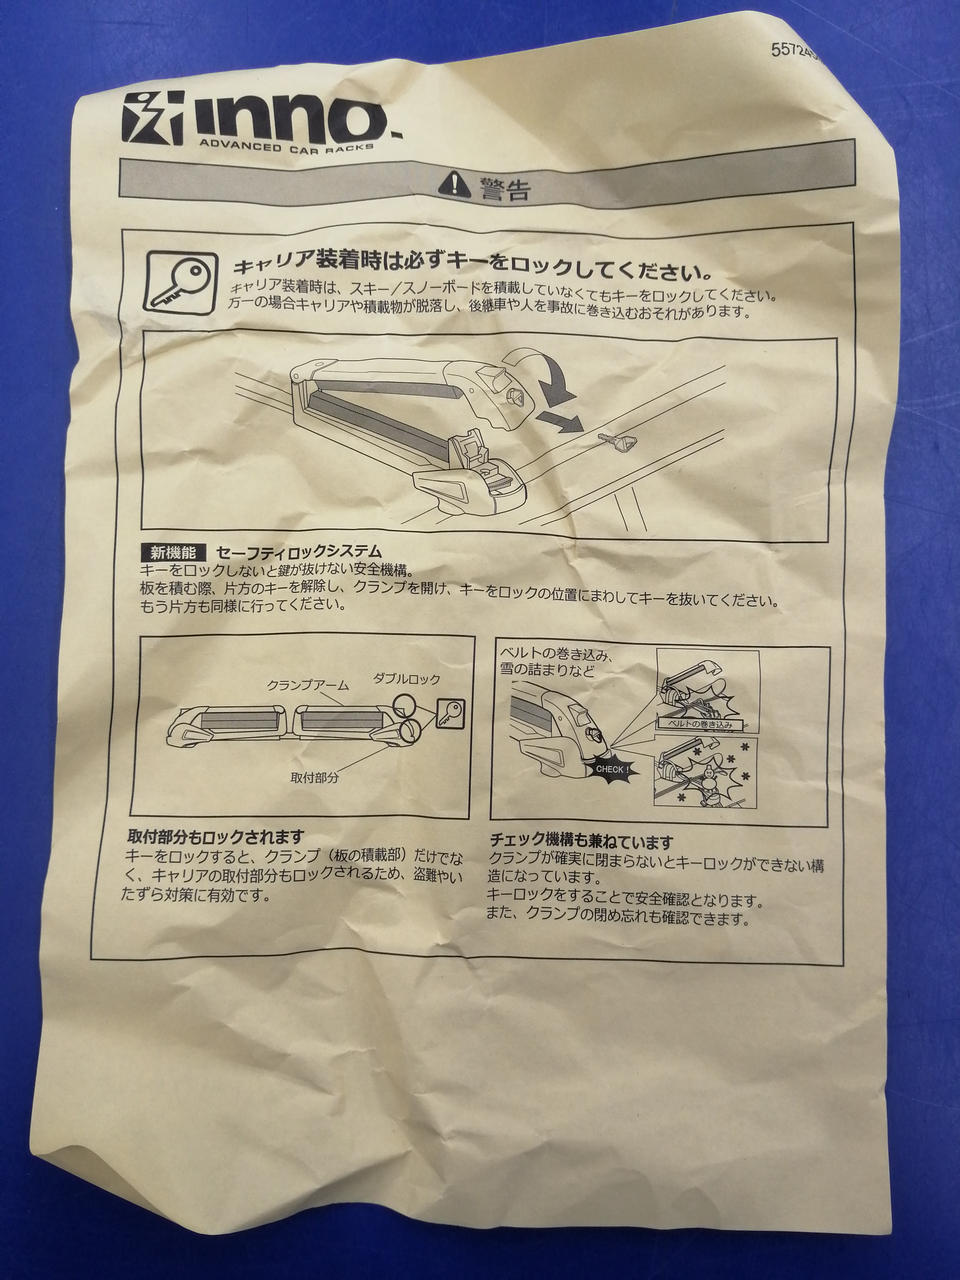 inno.
ADVANCED CAR RACKS
警告
キャリア装着時は必ずキーをロックしてください。
キャリア装着時は、スキー／スノーボードを積載していなくてもキーをロックしてください。
万一の場合キャリアや積載物が脱落し、後継車や人を事故に巻き込むおそれがあります。
新機能 セーフティロックシステム
キーをロックしないと鍵が抜けない安全機構。
板を積む際、片方のキーを解除し、クランプを開け、キーをロックの位置にまわしてキーを抜いてください。
もう片方も同様に行ってください。
クランプアーム
ダブルロック
取付部分
取付部分もロックされます
キーをロックすると、クランプ（板の積載部）だけでな
く、キャリアの取付部分もロックされるため、盗難やい
たずら対策に有効です。
ベルトの巻き込み、
雪の詰まりなど
ベルトの巻き込み
CHECK！
チェック機構も兼ねています
クランプが確実に閉まらないとキーロックができない構
造になっています。
キーロックをすることで安全確認となります。
また、クランプの閉め忘れも確認できます。